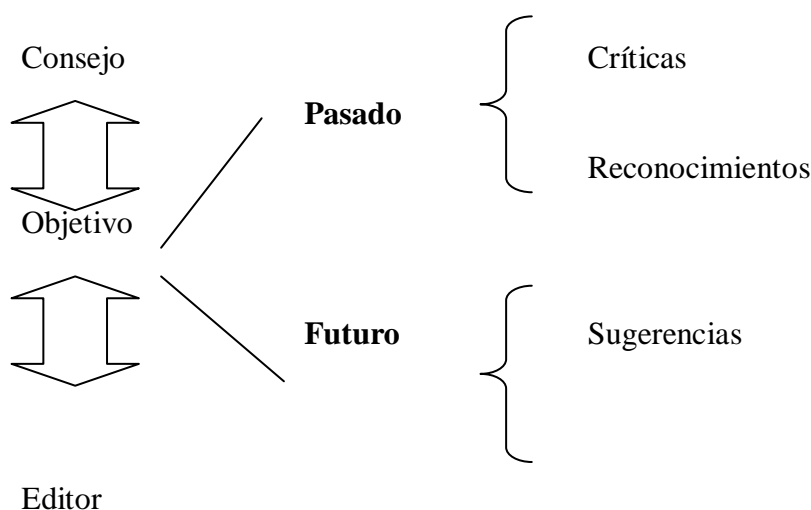 Consejo
Críticas
Pasado
Reconocimientos
Objetivo
Futuro
Sugerencias
Editor